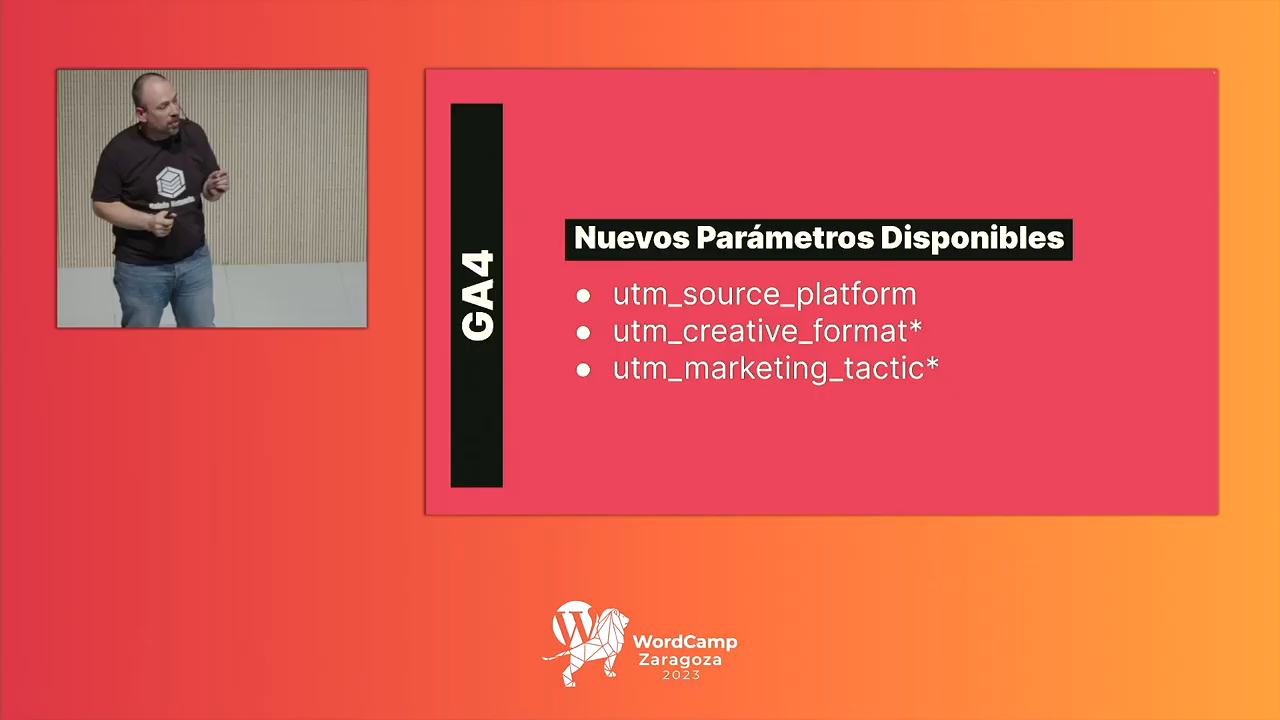 GA4
Nuevos Parámetros Disponibles
● utm_source_platform
● utm_creative_format*
● utm_marketing_tactic*
WordCamp
Zaragoza
2023